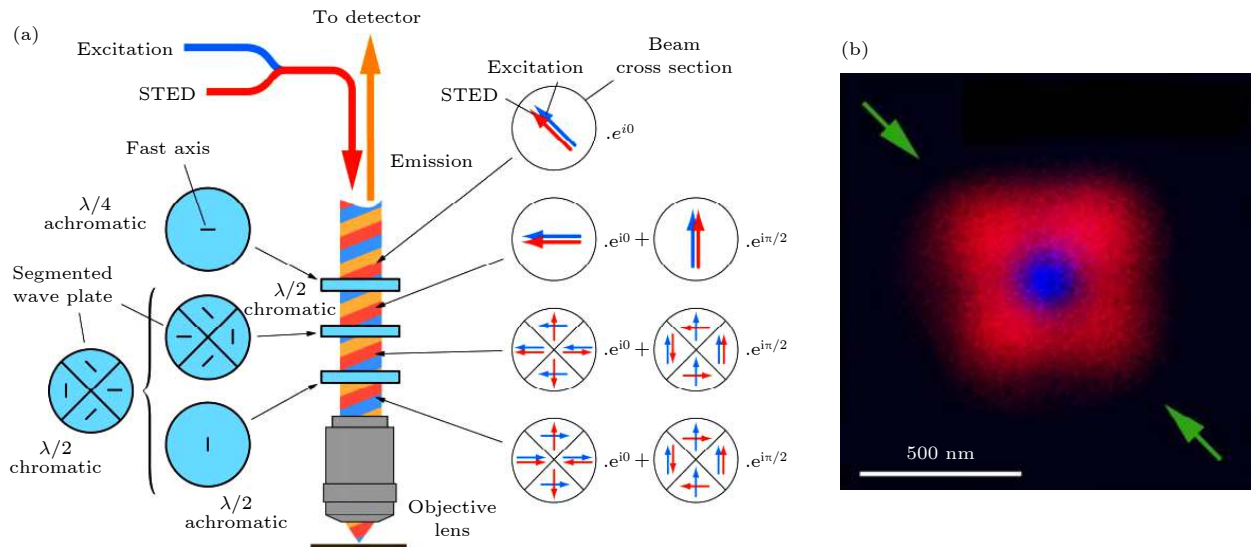 (a)
To detector
Excitation
STED
Beam
cross section
Excitation
STED
.e^{i0}
Emission
Fast axis
λ/4
achromatic
.e^{i0} +
.e^{iπ/2}
Segmented
wave plate
λ/2
chromatic
.e^{i0} +
.e^{iπ/2}
λ/2
chromatic
.e^{i0} +
.e^{iπ/2}
λ/2
achromatic
Objective
lens
(b)
500 nm